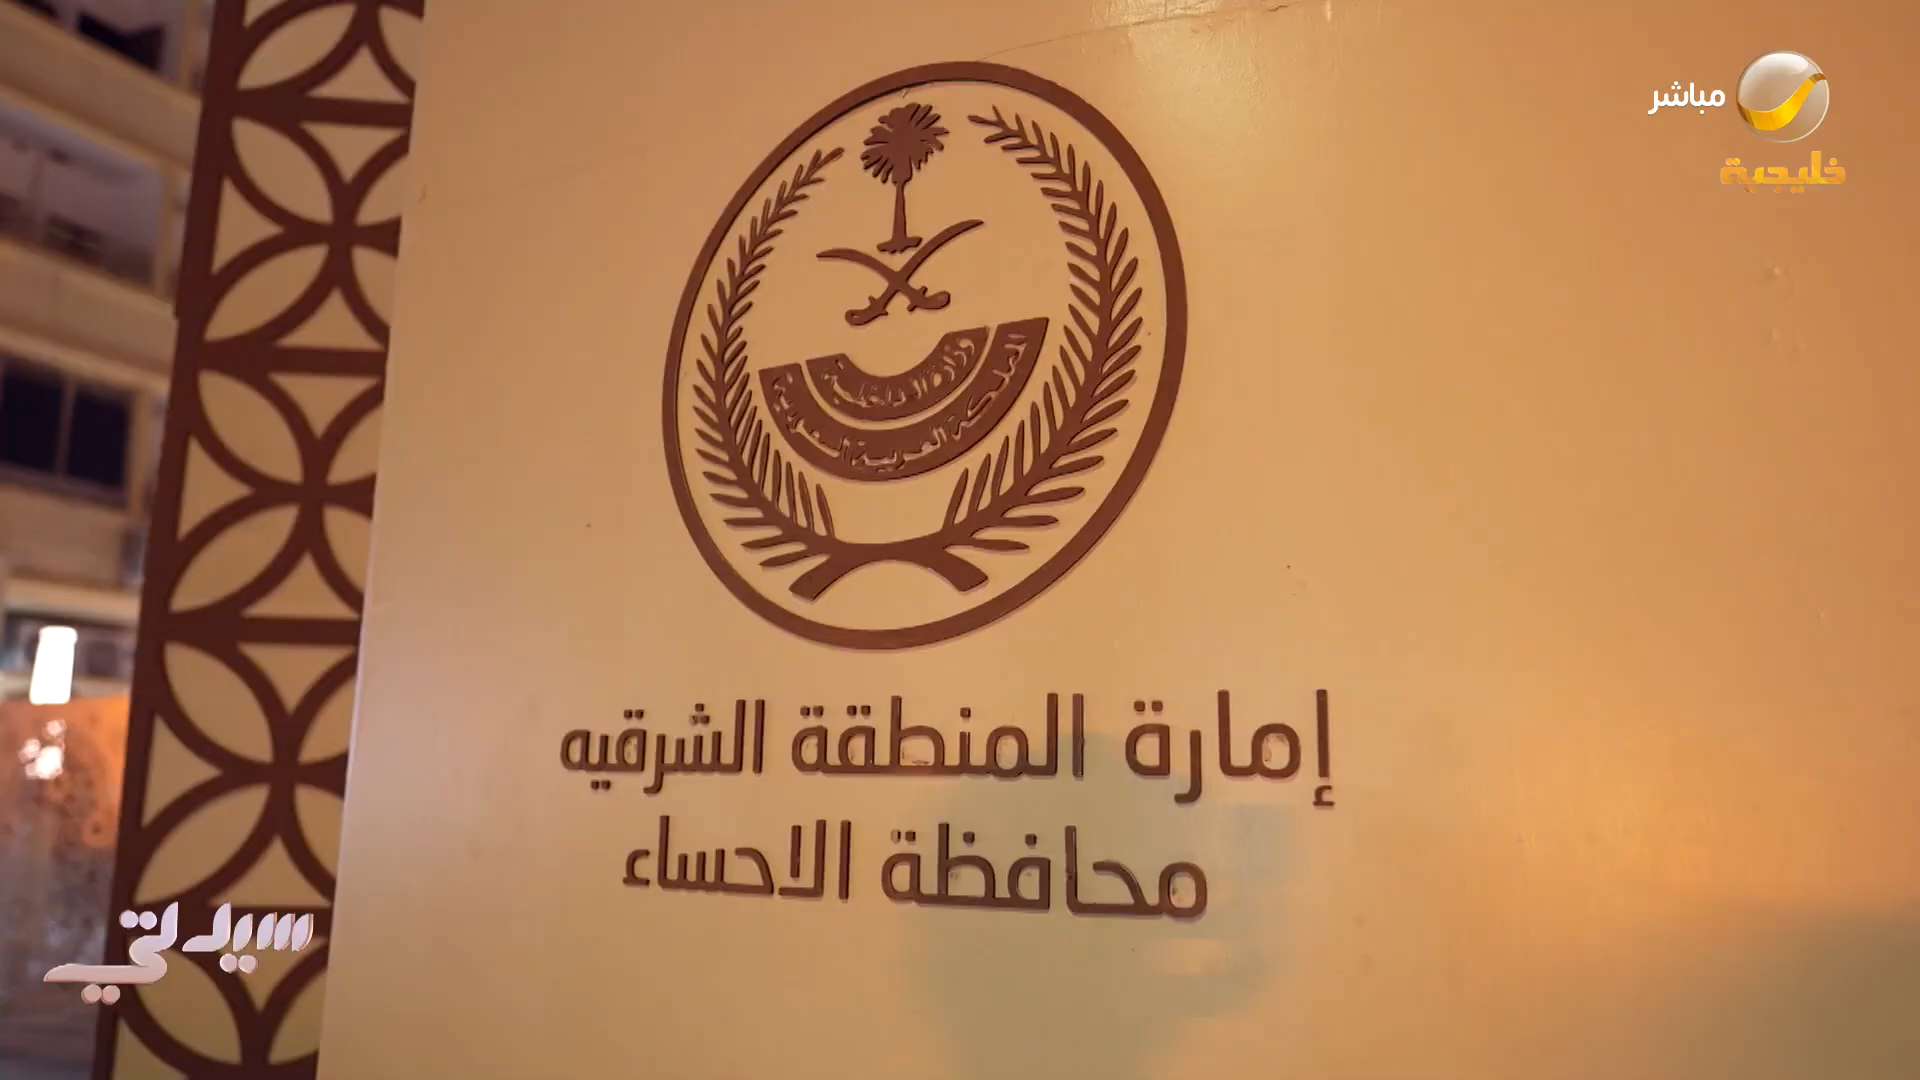 مباشر
خليجية
وزارة الداخلية
المملكة العربية السعودية
إمارة المنطقة الشرقيه
محافظة الاحساء
سيدتي